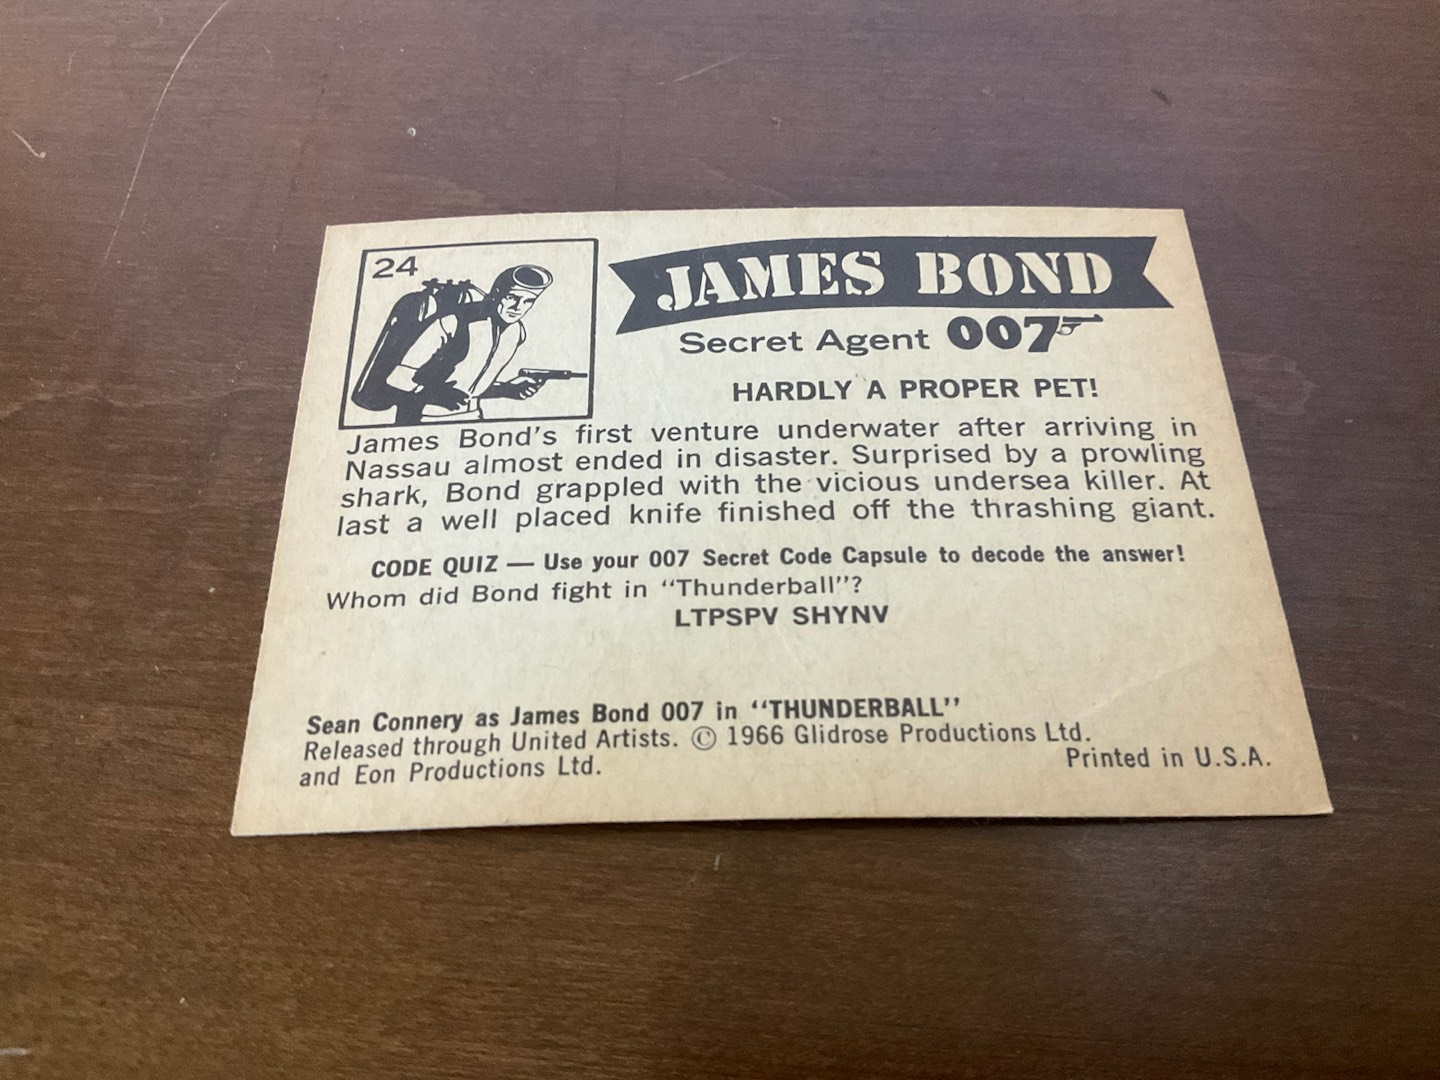 24
JAMES BOND
Secret Agent 007
HARDLY A PROPER PET!
James Bond's first venture underwater after arriving in
Nassau almost ended in disaster. Surprised by a prowling
shark, Bond grappled with the vicious undersea killer. At
last a well placed knife finished off the thrashing giant.
CODE QUIZ — Use your 007 Secret Code Capsule to decode the answer!
Whom did Bond fight in "Thunderball"?
LTPSPV SHYNV
Sean Connery as James Bond 007 in "THUNDERBALL"
Released through United Artists. © 1966 Glidrose Productions Ltd.
and Eon Productions Ltd.
Printed in U.S.A.